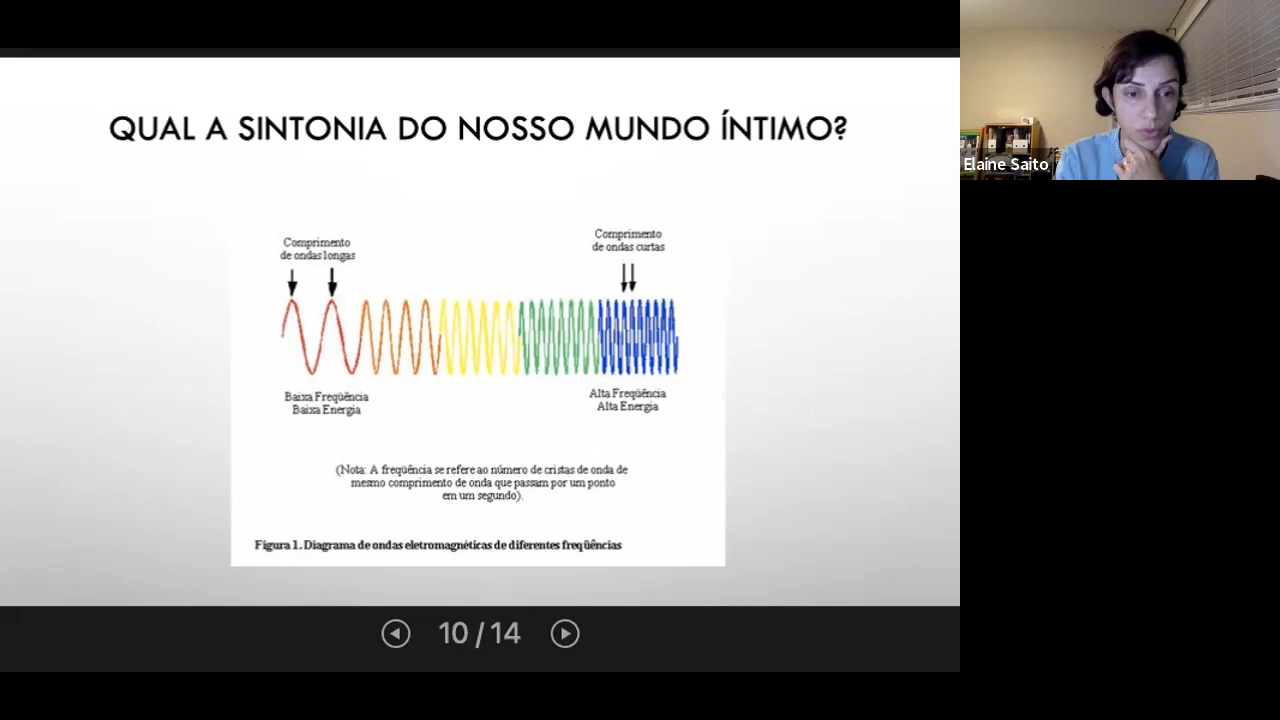 QUAL A SINTONIA DO NOSSO MUNDO ÍNTIMO?
Elaine Saito
Comprimento
de ondas longas
Comprimento
de ondas curtas
Baixa Freqüência
Baixa Energia
Alta Freqüência
Alta Energia
(Nota: A freqüência se refere ao número de cristas de onda de
mesmo comprimento de onda que passam por um ponto
em um segundo).
Figura 1. Diagrama de ondas eletromagnéticas de diferentes freqüências
10 / 14